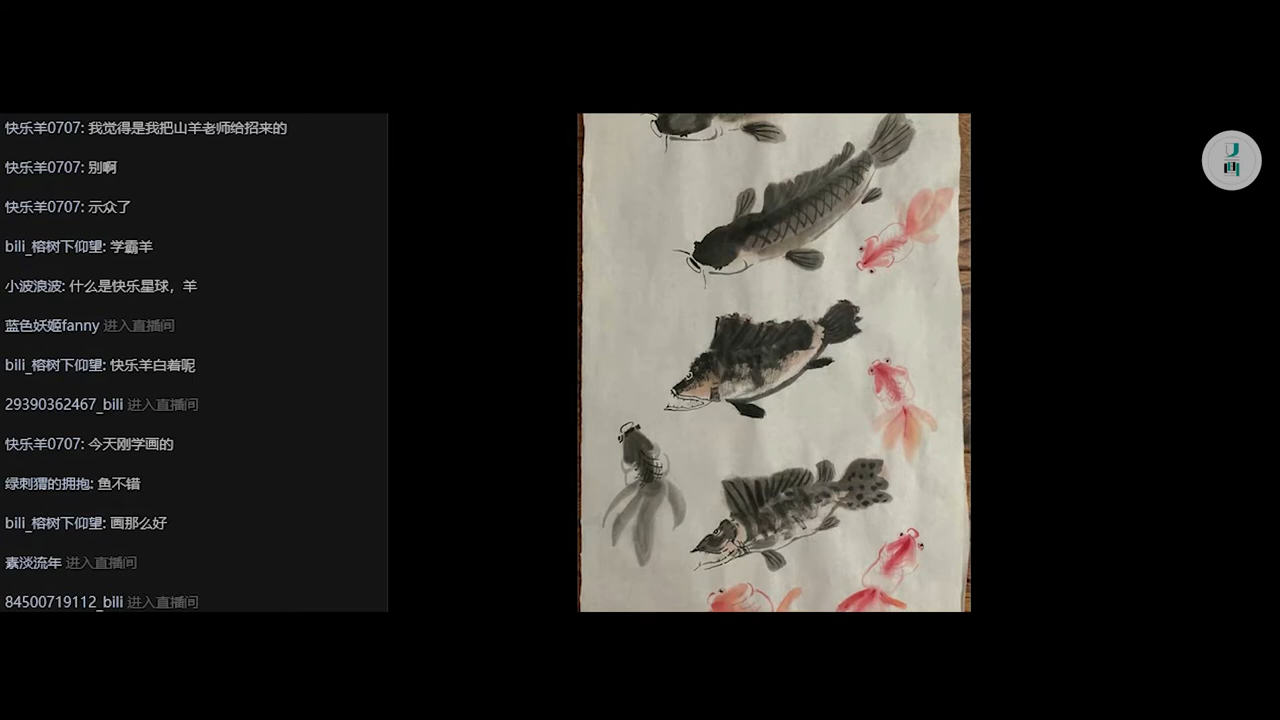 快乐羊0707: 我觉得是我把山羊老师给招来的
快乐羊0707: 别啊
快乐羊0707: 示众了
bili_榕树下仰望: 学霸羊
小波浪波: 什么是快乐星球，羊
蓝色妖姬fanny 进入直播间
bili_榕树下仰望: 快乐羊白着呢
29390362467_bili 进入直播间
快乐羊0707: 今天刚学画的
绿刺猬的拥抱: 鱼不错
bili_榕树下仰望: 画那么好
素淡流年 进入直播间
84500719112_bili 进入直播间